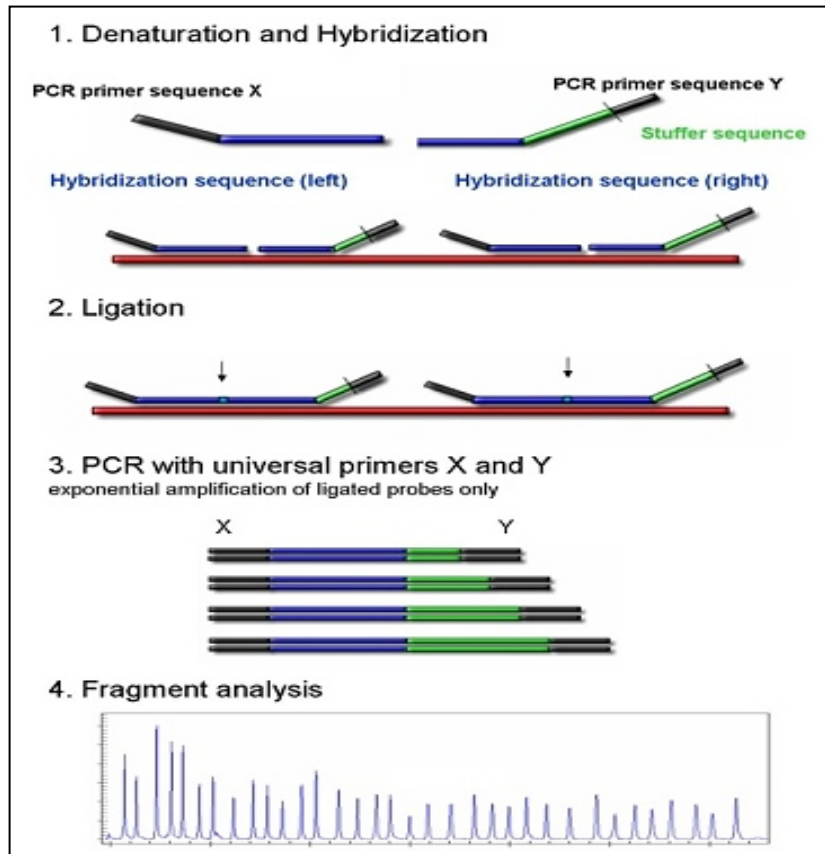 1. Denaturation and Hybridization
PCR primer sequence X
PCR primer sequence Y
Stuffer sequence
Hybridization sequence (left)
Hybridization sequence (right)
2. Ligation
3. PCR with universal primers X and Y
exponential amplification of ligated probes only
X Y
4. Fragment analysis